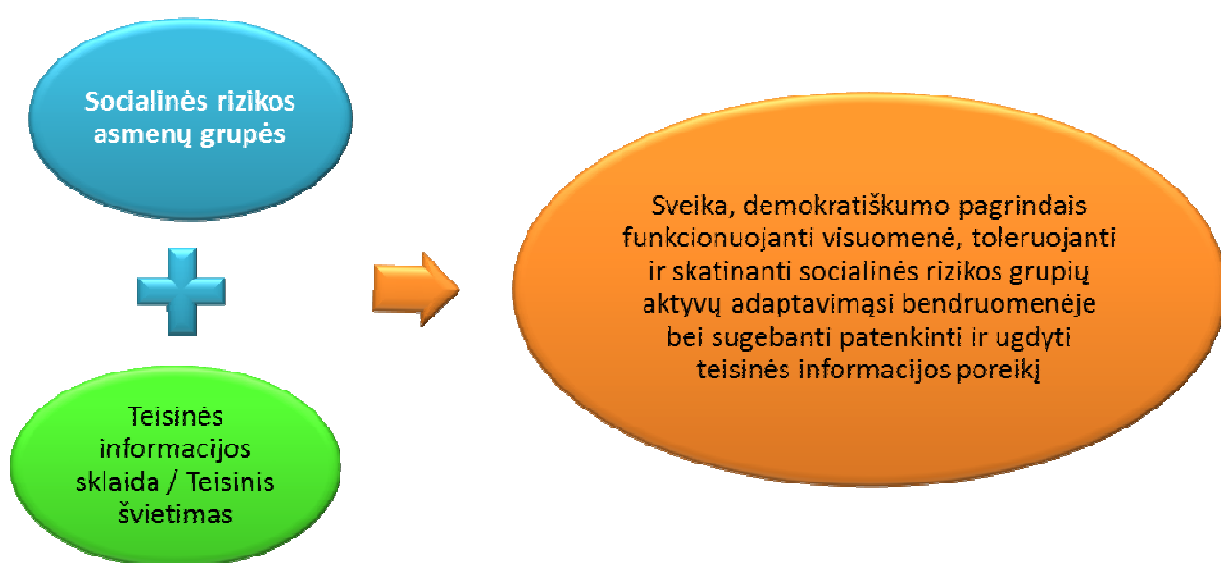 Socialinės rizikos
asmenų grupės
Teisinės
informacijos
sklaida / Teisinis
švietimas
Sveika, demokratiškumo pagrindais
funkcionuojanti visuomenė, toleruojanti
ir skatinanti socialinės rizikos grupių
aktyvų adaptavimąsi bendruomenėje
bei sugebanti patenkinti ir ugdyti
teisinės informacijos poreikį